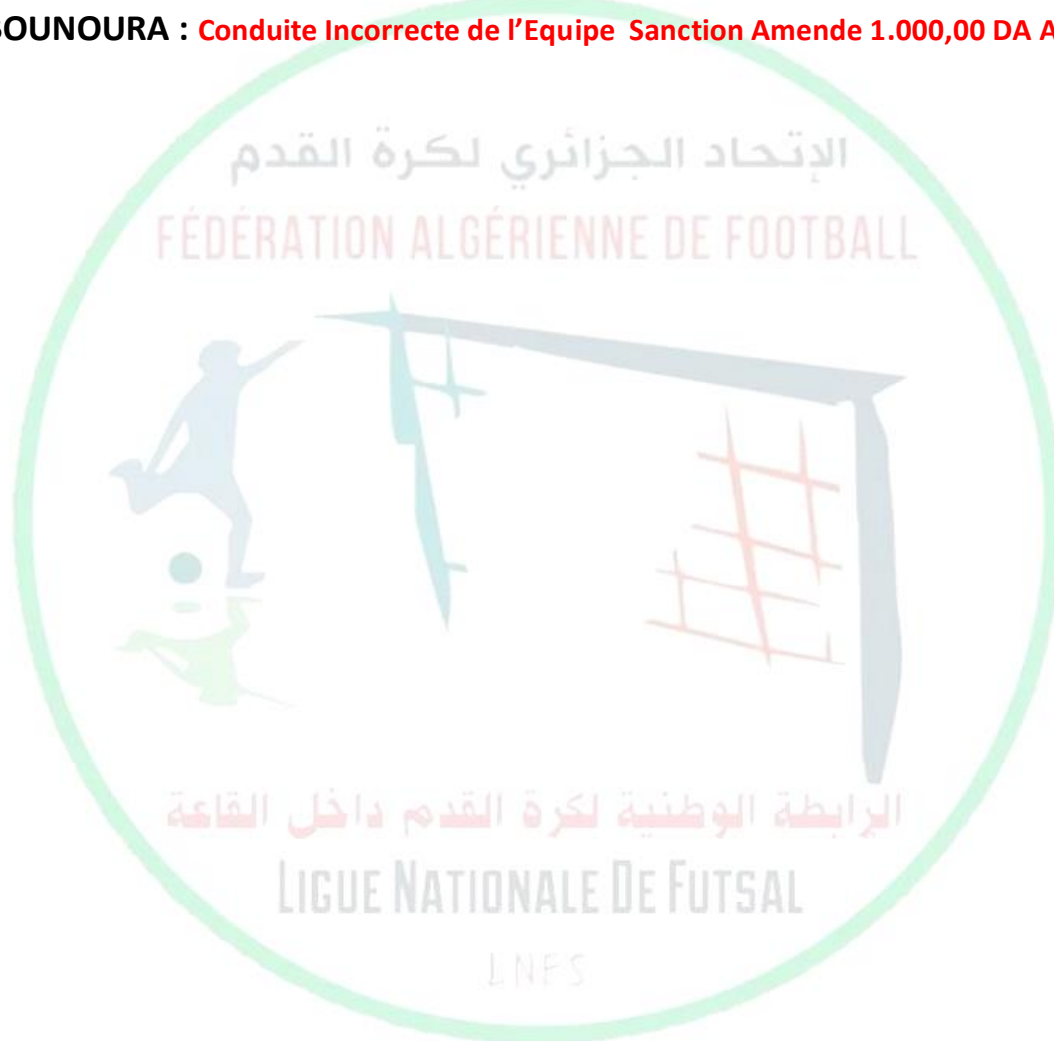 BOUNOURA : Conduite Incorrecte de l’Equipe Sanction Amende 1.000,00 DA A
الإتحاد الجزائري لكرة القدم
FÉDÉRATION ALGÉRIENNE DE FOOTBALL
الرابطة الوطنية لكرة القدم داخل القاعة
LIGUE NATIONALE DE FUTSAL
LNFS